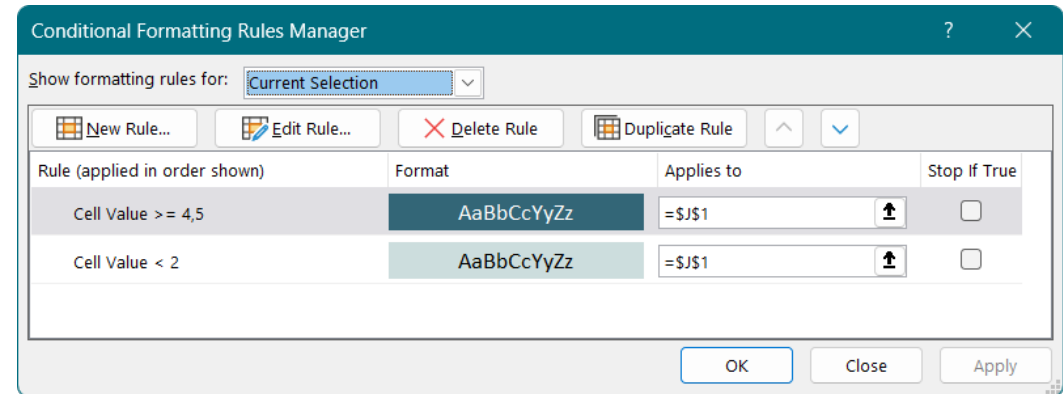 Conditional Formatting Rules Manager ?
Show formatting rules for: Current Selection
New Rule... Edit Rule... Delete Rule Duplicate Rule
Rule (applied in order shown) Format Applies to Stop If True
Cell Value >= 4,5 AaBbCcYyZz =$J$1
Cell Value < 2 AaBbCcYyZz =$J$1
OK Close Apply